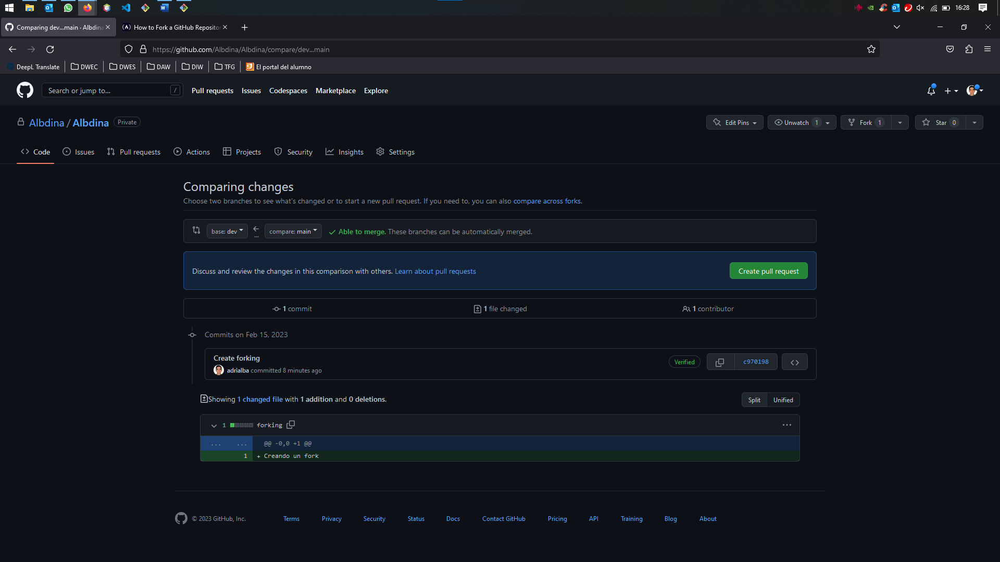 16:28
Comparing dev...main · Albdina
How to Fork a GitHub Reposito
https://github.com/Albdina/Albdina/compare/dev...main
DeepL Translate DWEC DWES DAW DIW TFG El portal del alumno
Search or jump to... / Pull requests Issues Codespaces Marketplace Explore
Albdina / Albdina Private Edit Pins Unwatch 1 Fork 1 Star 0
Code Issues Pull requests Actions Projects Security Insights Settings
Comparing changes
Choose two branches to see what's changed or to start a new pull request. If you need to, you can also compare across forks.
base: dev ... compare: main Able to merge. These branches can be automatically merged.
Discuss and review the changes in this comparison with others. Learn about pull requests Create pull request
1 commit 1 file changed 1 contributor
Commits on Feb 15, 2023
Create forking
adrialba committed 8 minutes ago Verified c970198
Showing 1 changed file with 1 addition and 0 deletions. Split Unified
1 forking
... ... @@ -0,0 +1 @@
1 + Creando un fork
© 2023 GitHub, Inc. Terms Privacy Security Status Docs Contact GitHub Pricing API Training Blog About